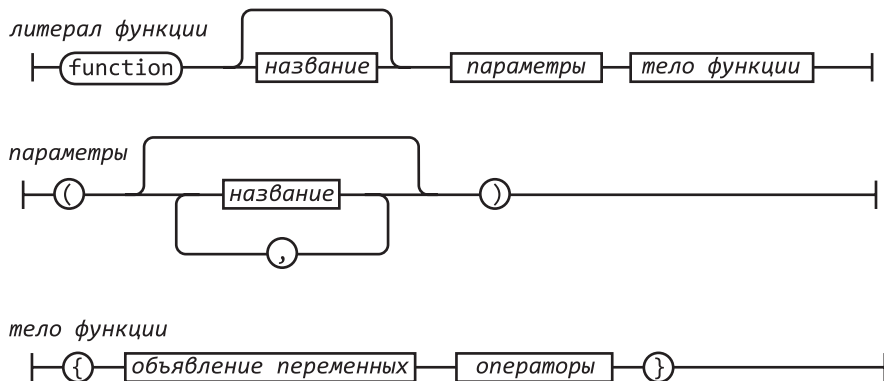 литерал функции
function название параметры тело функции
параметры
( название )
,
тело функции
{ объявление переменных операторы }